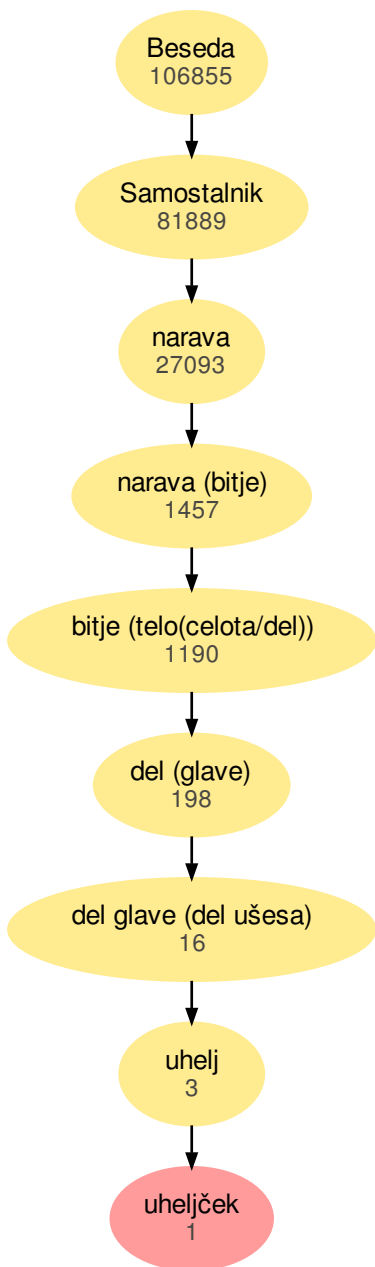 Beseda
106855
Samostalnik
81889
narava
27093
narava (bitje)
1457
bitje (telo(celota/del))
1190
del (glave)
198
del glave (del ušesa)
16
uhelj
3
uheljček
1